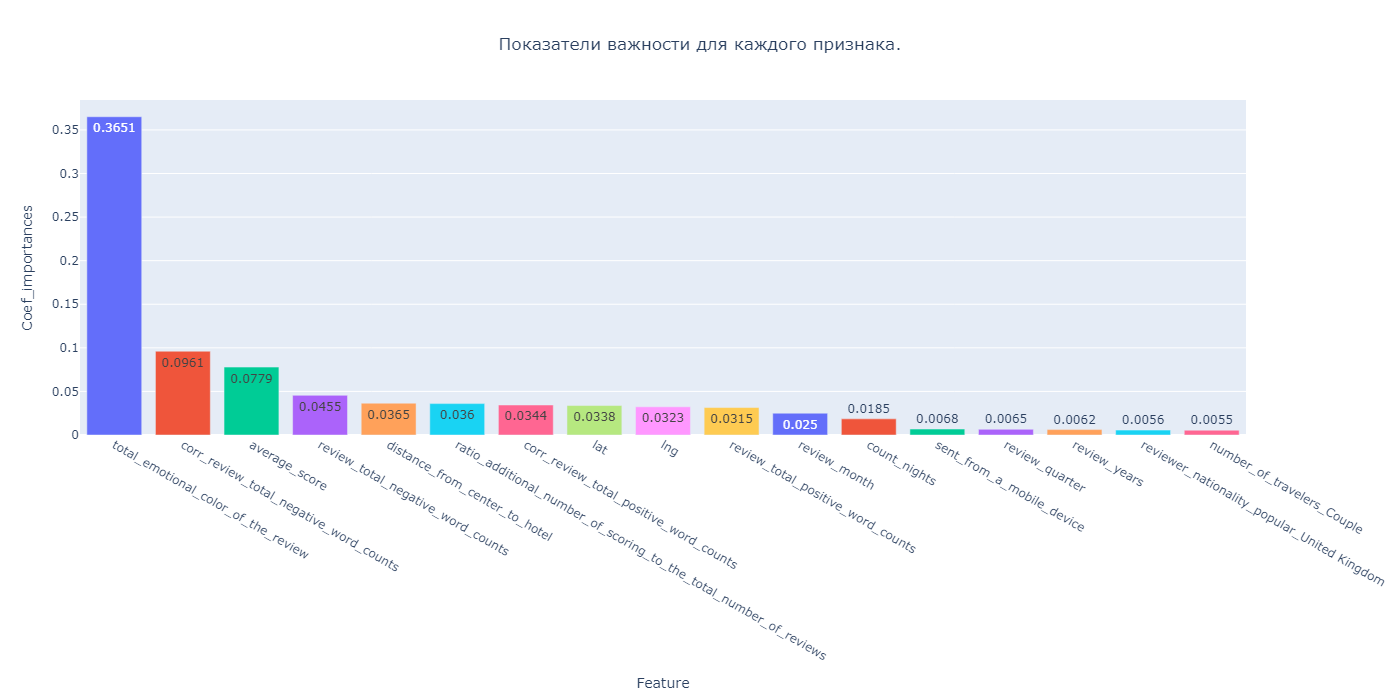 Показатели важности для каждого признака.
Coef_importances
0.35
0.3
0.25
0.2
0.15
0.1
0.05
0
0.3651
0.0961
0.0779
0.0455
0.0365
0.036
0.0344
0.0338
0.0323
0.0315
0.025
0.0185
0.0068
0.0065
0.0062
0.0056
0.0055
total_emotional_color_of_the_review
corr_review_total_negative_word_counts
average_score
review_total_negative_word_counts
distance_from_center_to_hotel
ratio_additional_number_of_scoring_to_the_total_number_of_reviews
corr_review_total_positive_word_counts
lat
lng
review_total_positive_word_counts
review_month
count_nights
sent_from_a_mobile_device
review_quarter
review_years
reviewer_nationality_popular_United Kingdom
number_of_travelers_Couple
Feature